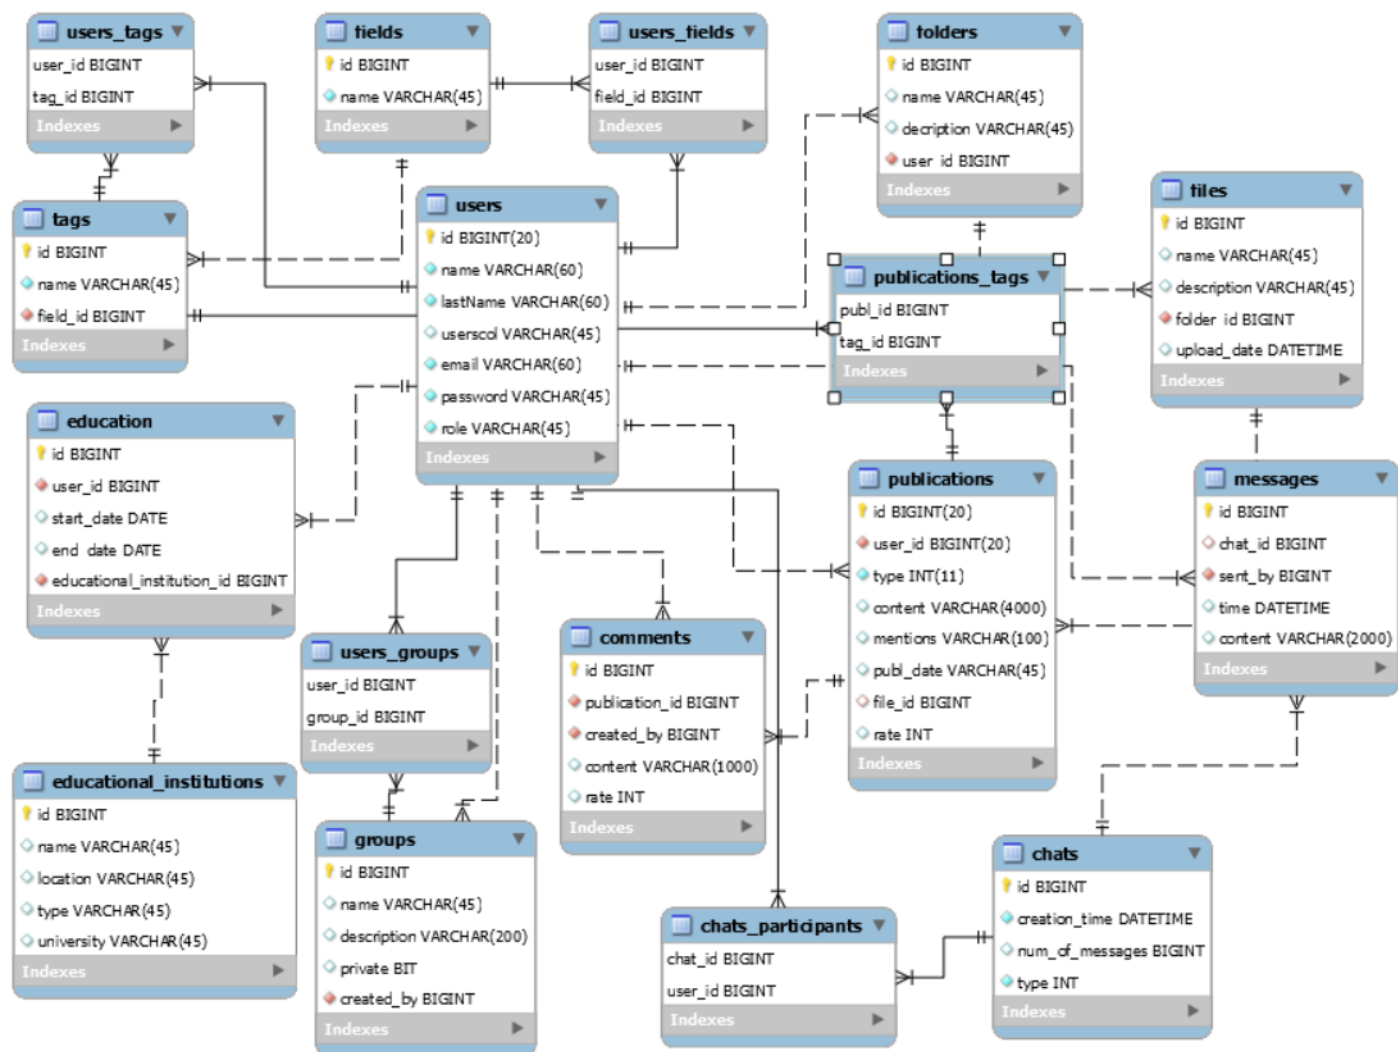 users_tags
user_id BIGINT
tag_id BIGINT
Indexes
fields
id BIGINT
name VARCHAR(45)
Indexes
users_fields
user_id BIGINT
field_id BIGINT
Indexes
folders
id BIGINT
name VARCHAR(45)
decription VARCHAR(45)
user_id BIGINT
Indexes
tags
id BIGINT
name VARCHAR(45)
field_id BIGINT
Indexes
users
id BIGINT(20)
name VARCHAR(60)
lastName VARCHAR(60)
userscol VARCHAR(45)
email VARCHAR(60)
password VARCHAR(45)
role VARCHAR(45)
Indexes
publications_tags
publ_id BIGINT
tag_id BIGINT
Indexes
files
id BIGINT
name VARCHAR(45)
description VARCHAR(45)
folder_id BIGINT
upload_date DATETIME
Indexes
education
id BIGINT
user_id BIGINT
start_date DATE
end_date DATE
educational_institution_id BIGINT
Indexes
publications
id BIGINT(20)
user_id BIGINT(20)
type INT(11)
content VARCHAR(4000)
mentions VARCHAR(100)
publ_date VARCHAR(45)
file_id BIGINT
rate INT
Indexes
messages
id BIGINT
chat_id BIGINT
sent_by BIGINT
time DATETIME
content VARCHAR(2000)
Indexes
users_groups
user_id BIGINT
group_id BIGINT
Indexes
comments
id BIGINT
publication_id BIGINT
created_by BIGINT
content VARCHAR(1000)
rate INT
Indexes
educational_institutions
id BIGINT
name VARCHAR(45)
location VARCHAR(45)
type VARCHAR(45)
university VARCHAR(45)
Indexes
groups
id BIGINT
name VARCHAR(45)
description VARCHAR(200)
private BIT
created_by BIGINT
Indexes
chats_participants
chat_id BIGINT
user_id BIGINT
Indexes
chats
id BIGINT
creation_time DATETIME
num_of_messages BIGINT
type INT
Indexes